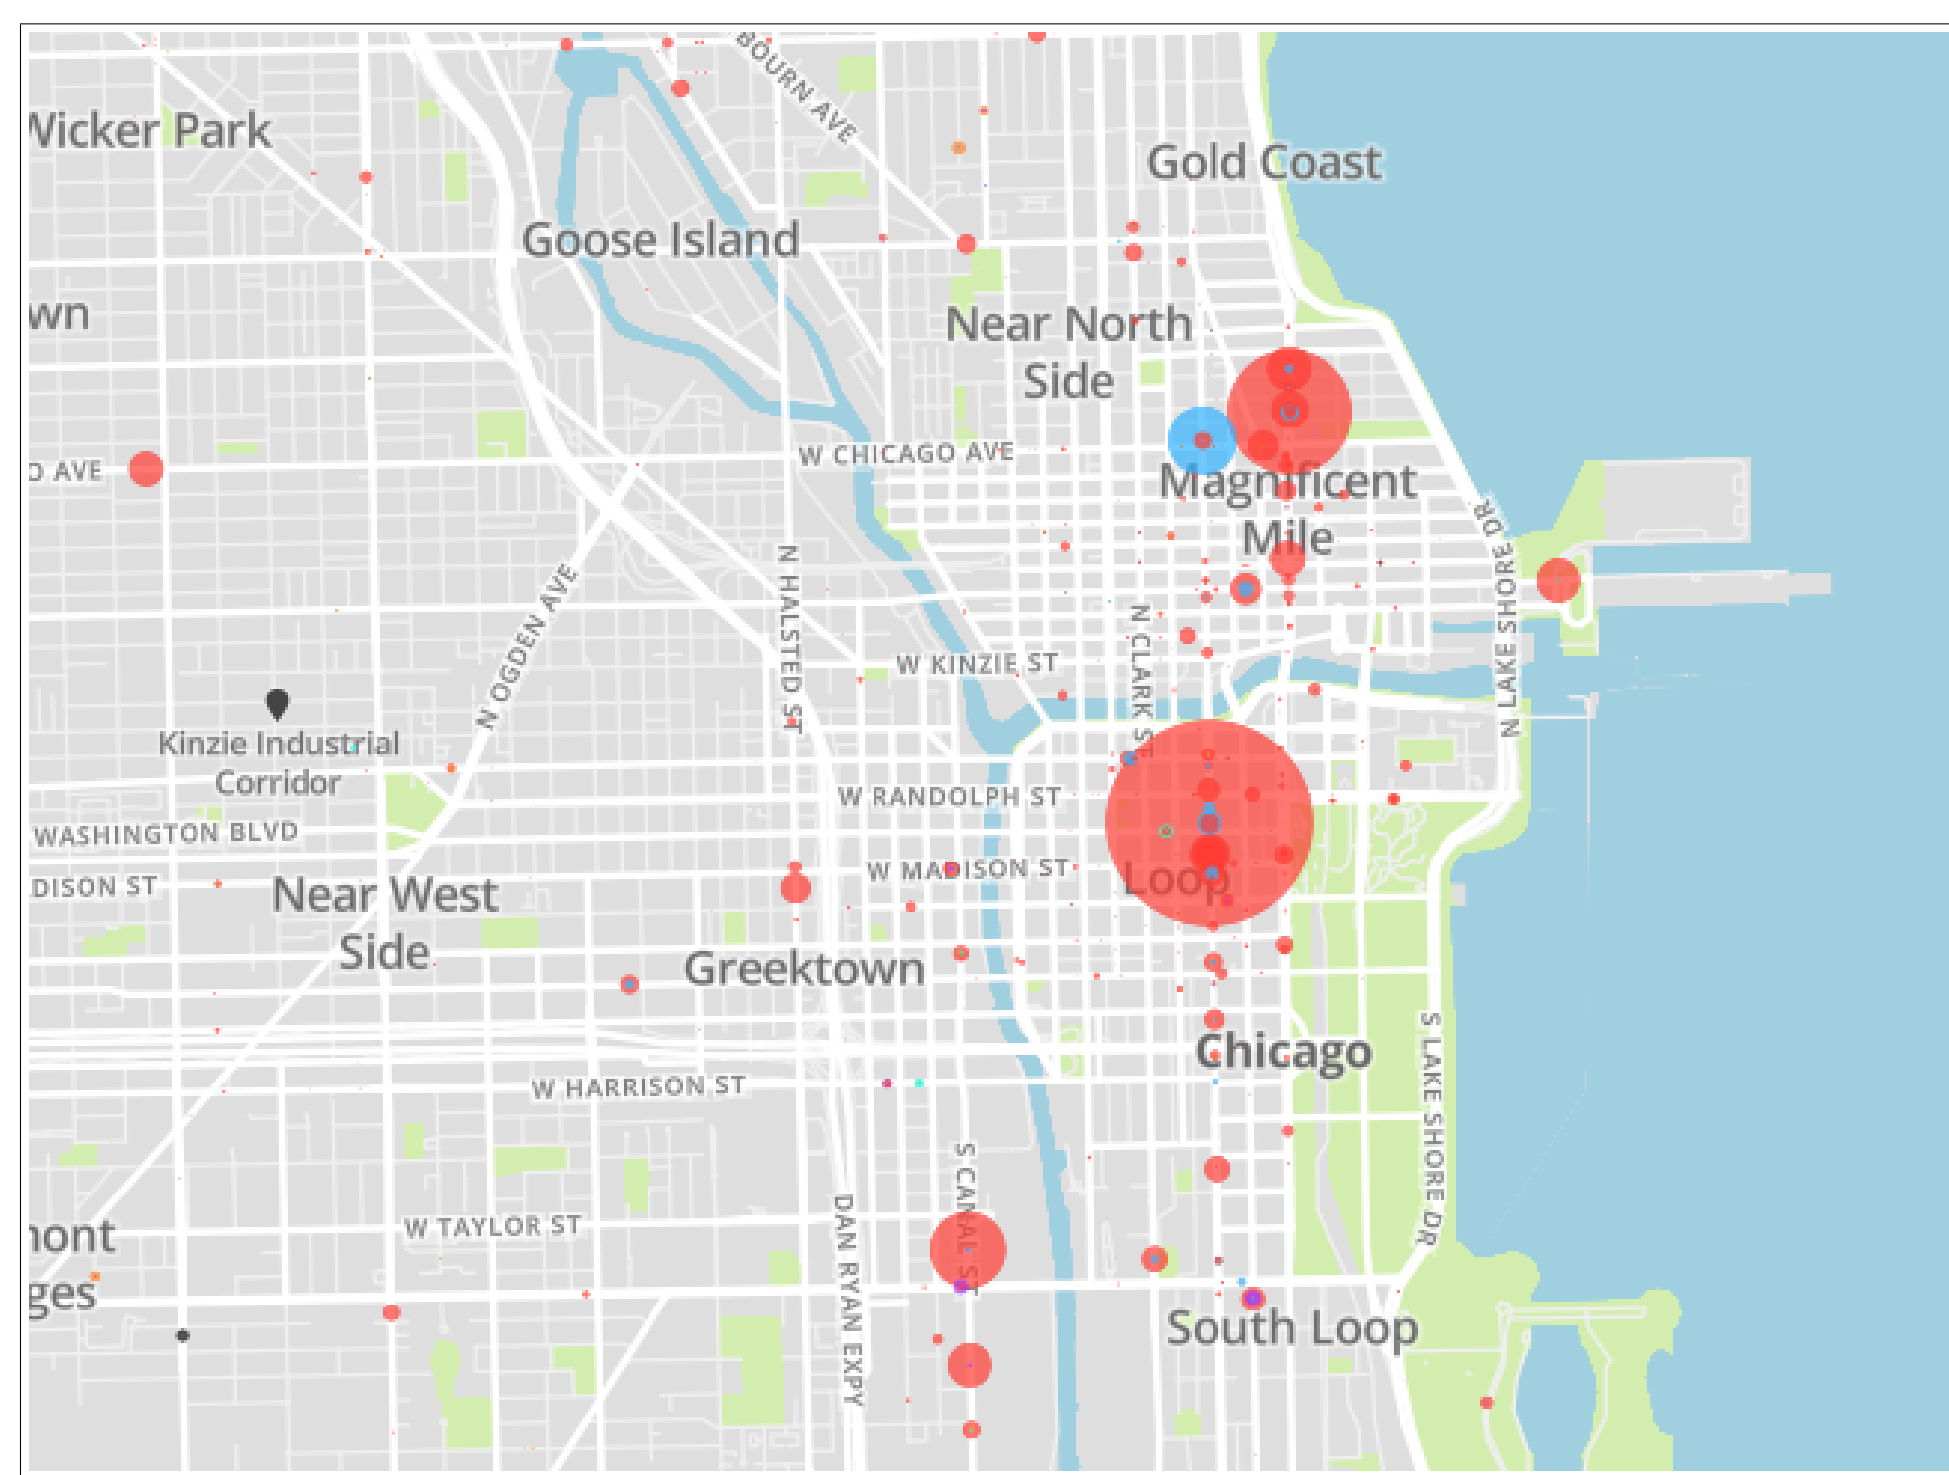 BOURN AVE
Wicker Park
Gold Coast
Goose Island
wn
Near North
Side
W CHICAGO AVE
O AVE
Magnificent
Mile
N LAKE SHORE DR
N HALSTED ST
N OGDEN AVE
N CLARK ST
W KINZIE ST
Kinzie Industrial
Corridor
W RANDOLPH ST
WASHINGTON BLVD
W MADISON ST
DISON ST
Loop
Near West
Side
Greektown
Chicago
W HARRISON ST
S LAKE SHORE DR
S CANAL ST
DAN RYAN EXPY
W TAYLOR ST
mont
ges
South Loop